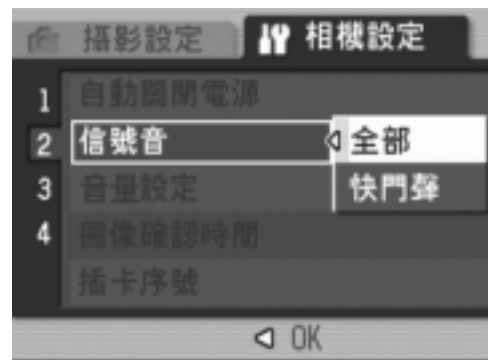 攝影設定 相機設定
1 自動關閉電源
2 信號音 全部
3 音量設定 快門聲
4 圖像確認時間
插卡序號
OK